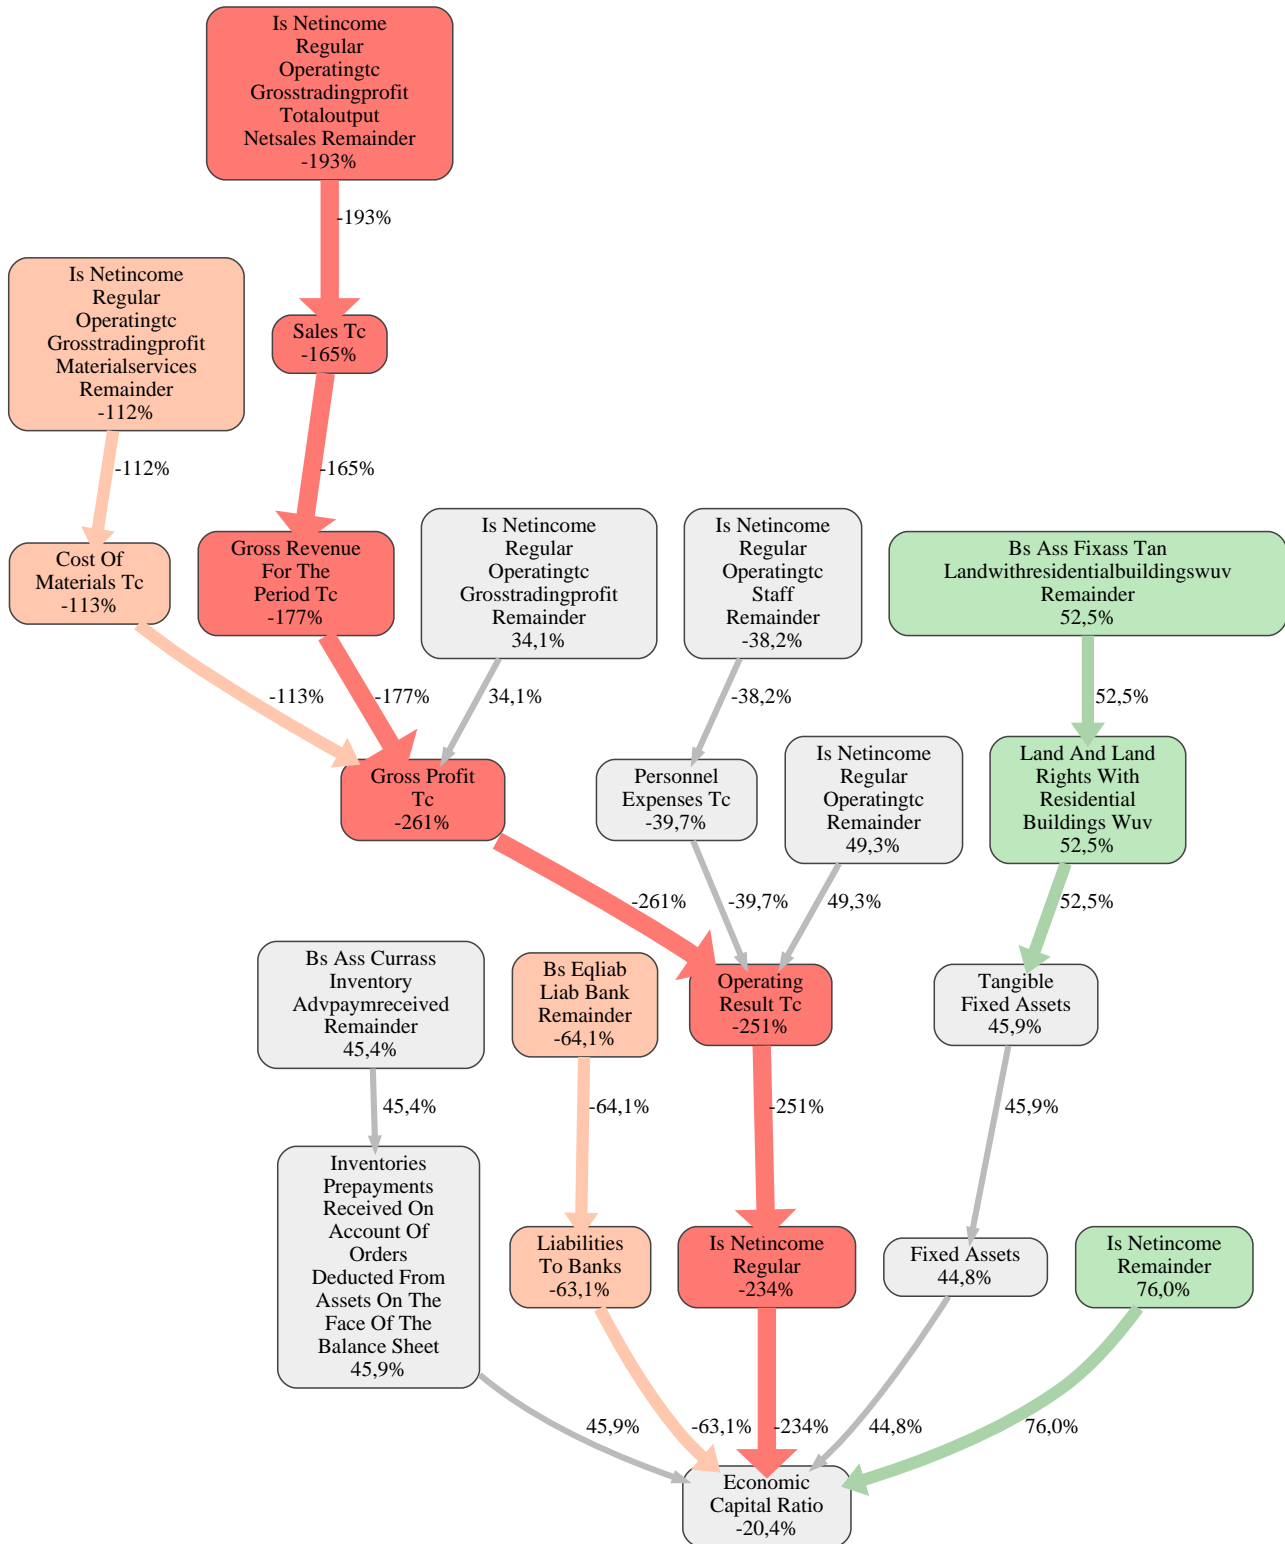 Is Netincome
Regular
Operatingtc
Grosstradingprofit
Totaloutput
Netsales Remainder
-193%
-193%
Is Netincome
Regular
Operatingtc
Grosstradingprofit
Materialservices
Remainder
-112%
Sales Tc
-165%
-112%
-165%
Cost Of
Materials Tc
-113%
Gross Revenue
For The
Period Tc
-177%
Is Netincome
Regular
Operatingtc
Grosstradingprofit
Remainder
34,1%
Is Netincome
Regular
Operatingtc
Staff
Remainder
-38,2%
Bs Ass Fixass Tan
Landwithresidentialbuildingswuv
Remainder
52,5%
-113%
-177%
34,1%
-38,2%
52,5%
Gross Profit
Tc
-261%
Personnel
Expenses Tc
-39,7%
Is Netincome
Regular
Operatingtc
Remainder
49,3%
Land And Land
Rights With
Residential
Buildings Wuv
52,5%
-261%
-39,7%
49,3%
52,5%
Bs Ass Currass
Inventory
Advpaymreceived
Remainder
45,4%
Bs Eqliab
Liab Bank
Remainder
-64,1%
Operating
Result Tc
-251%
Tangible
Fixed Assets
45,9%
45,4%
-64,1%
-251%
45,9%
Inventories
Prepayments
Received On
Account Of
Orders
Deducted From
Assets On The
Face Of The
Balance Sheet
45,9%
Liabilities
To Banks
-63,1%
Is Netincome
Regular
-234%
Fixed Assets
44,8%
Is Netincome
Remainder
76,0%
45,9%
-63,1%
-234%
44,8%
76,0%
Economic
Capital Ratio
-20,4%